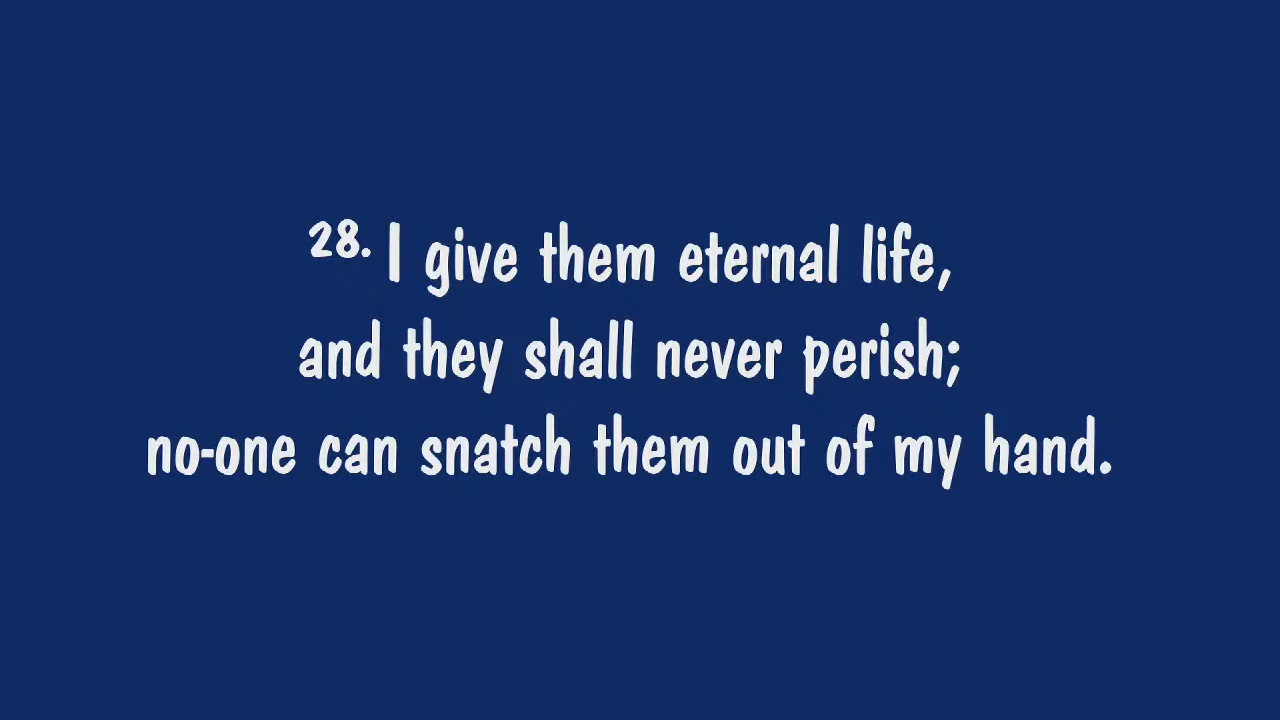 28. I give them eternal life,
and they shall never perish;
no-one can snatch them out of my hand.